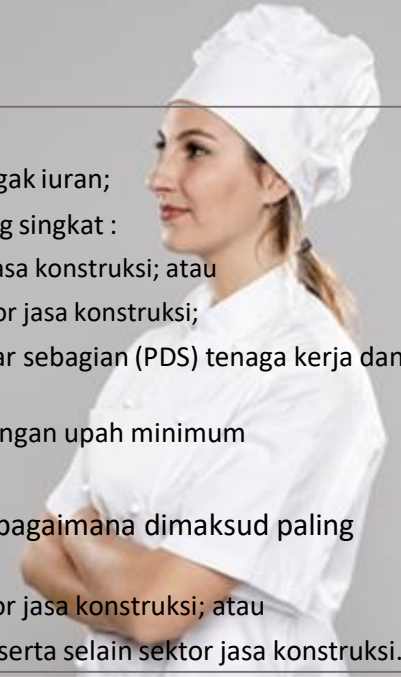 gak iuran;
g singkat :
asa konstruksi; atau
or jasa konstruksi;
ar sebagian (PDS) tenaga kerja dan
ngan upah minimum
bagaimana dimaksud paling
or jasa konstruksi; atau
serta selain sektor jasa konstruksi.